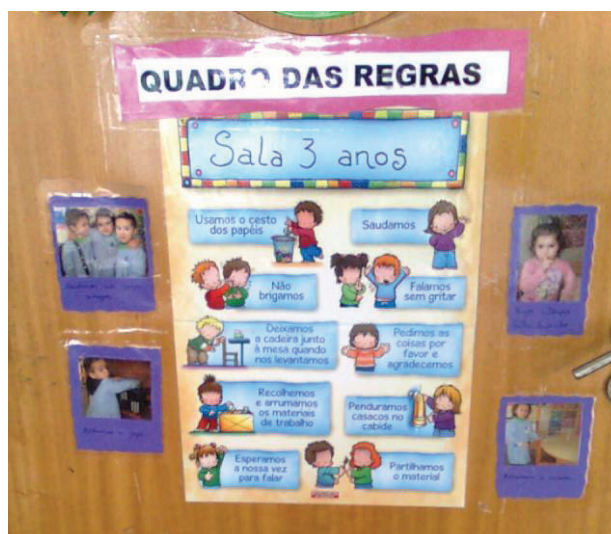 QUADRO DAS REGRAS
Sala 3 anos
Usamos o cesto
dos papéis
Saudamos
Não
brigamos
Falamos
sem gritar
Deixamos
a cadeira junto
à mesa quando
nos levantamos
Pedimos as
coisas por
favor e
agradecemos
Recolhemos
e arrumamos
os materiais
de trabalho
Penduramos
casacos no
cabide
Esperamos
a nossa vez
para falar
Partilhamos
o material